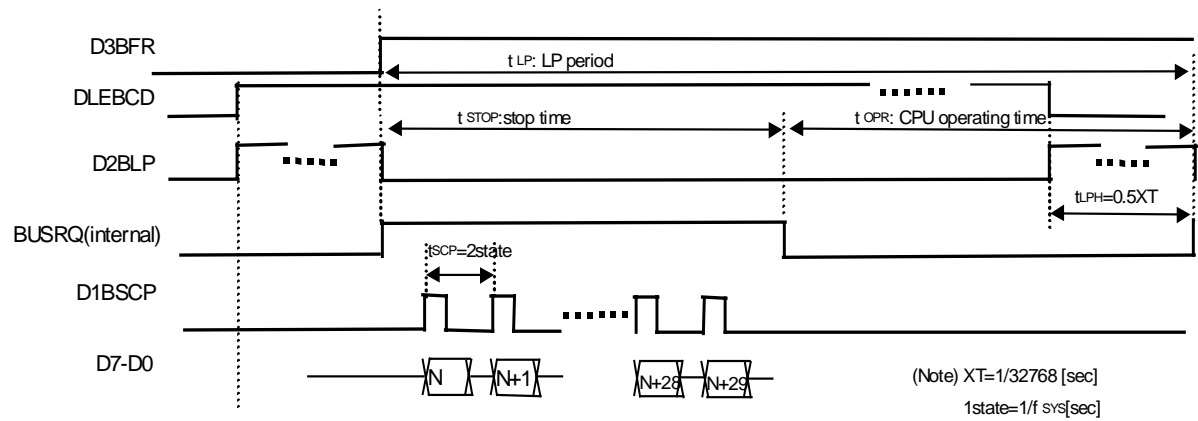 D3BFR
t LP: LP period
DLEBCD
t STOP:stop time
t OPR: CPU operating time
D2BLP
tLPH=0.5XT
BUSRQ(internal)
tSCP=2state
D1BSCP
D7-D0
N
N+1
N+28
N+29
(Note) XT=1/32768 [sec]
1state=1/f SYS[sec]